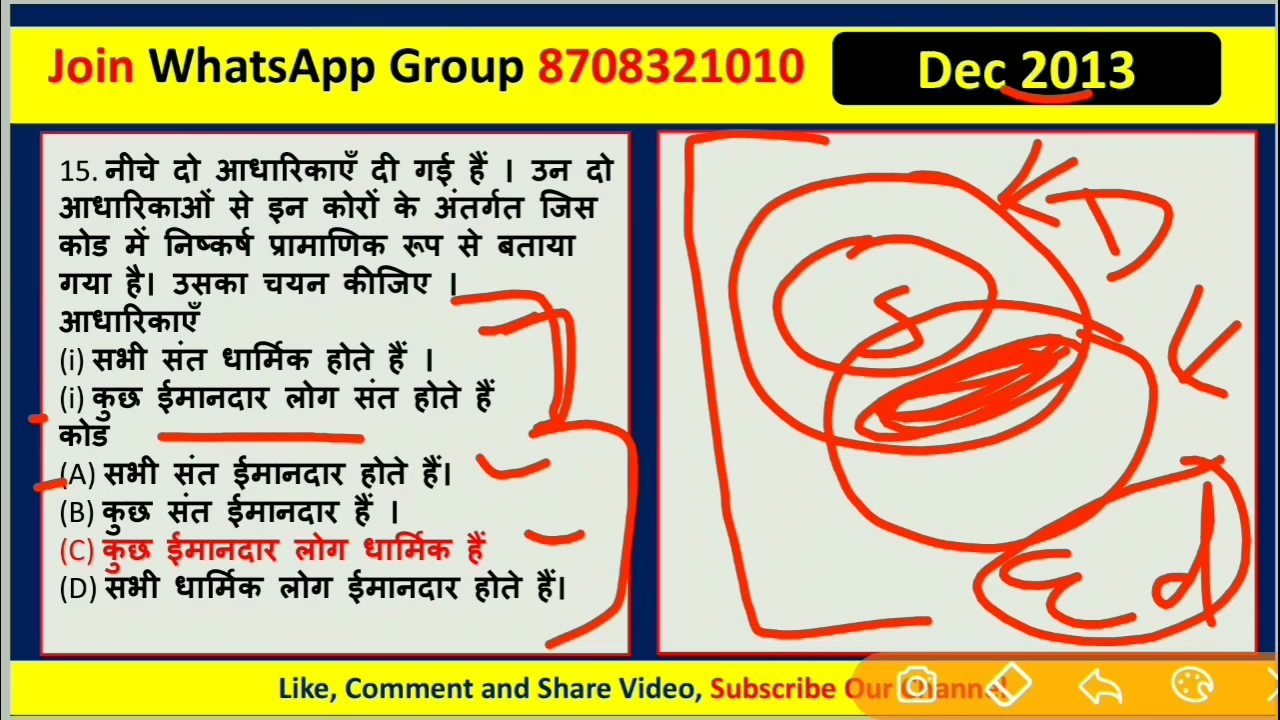 Join WhatsApp Group 8708321010
Dec 2013
15. नीचे दो आधारिकाएँ दी गई हैं । उन दो
आधारिकाओं से इन कोरों के अंतर्गत जिस
कोड में निष्कर्ष प्रामाणिक रूप से बताया
गया है। उसका चयन कीजिए ।
आधारिकाएँ
(i) सभी संत धार्मिक होते हैं ।
(i) कुछ ईमानदार लोग संत होते हैं
कोड
(A) सभी संत ईमानदार होते हैं।
(B) कुछ संत ईमानदार हैं ।
(C) कुछ ईमानदार लोग धार्मिक हैं
(D) सभी धार्मिक लोग ईमानदार होते हैं।
S
Like, Comment and Share Video, Subscribe Our Channel